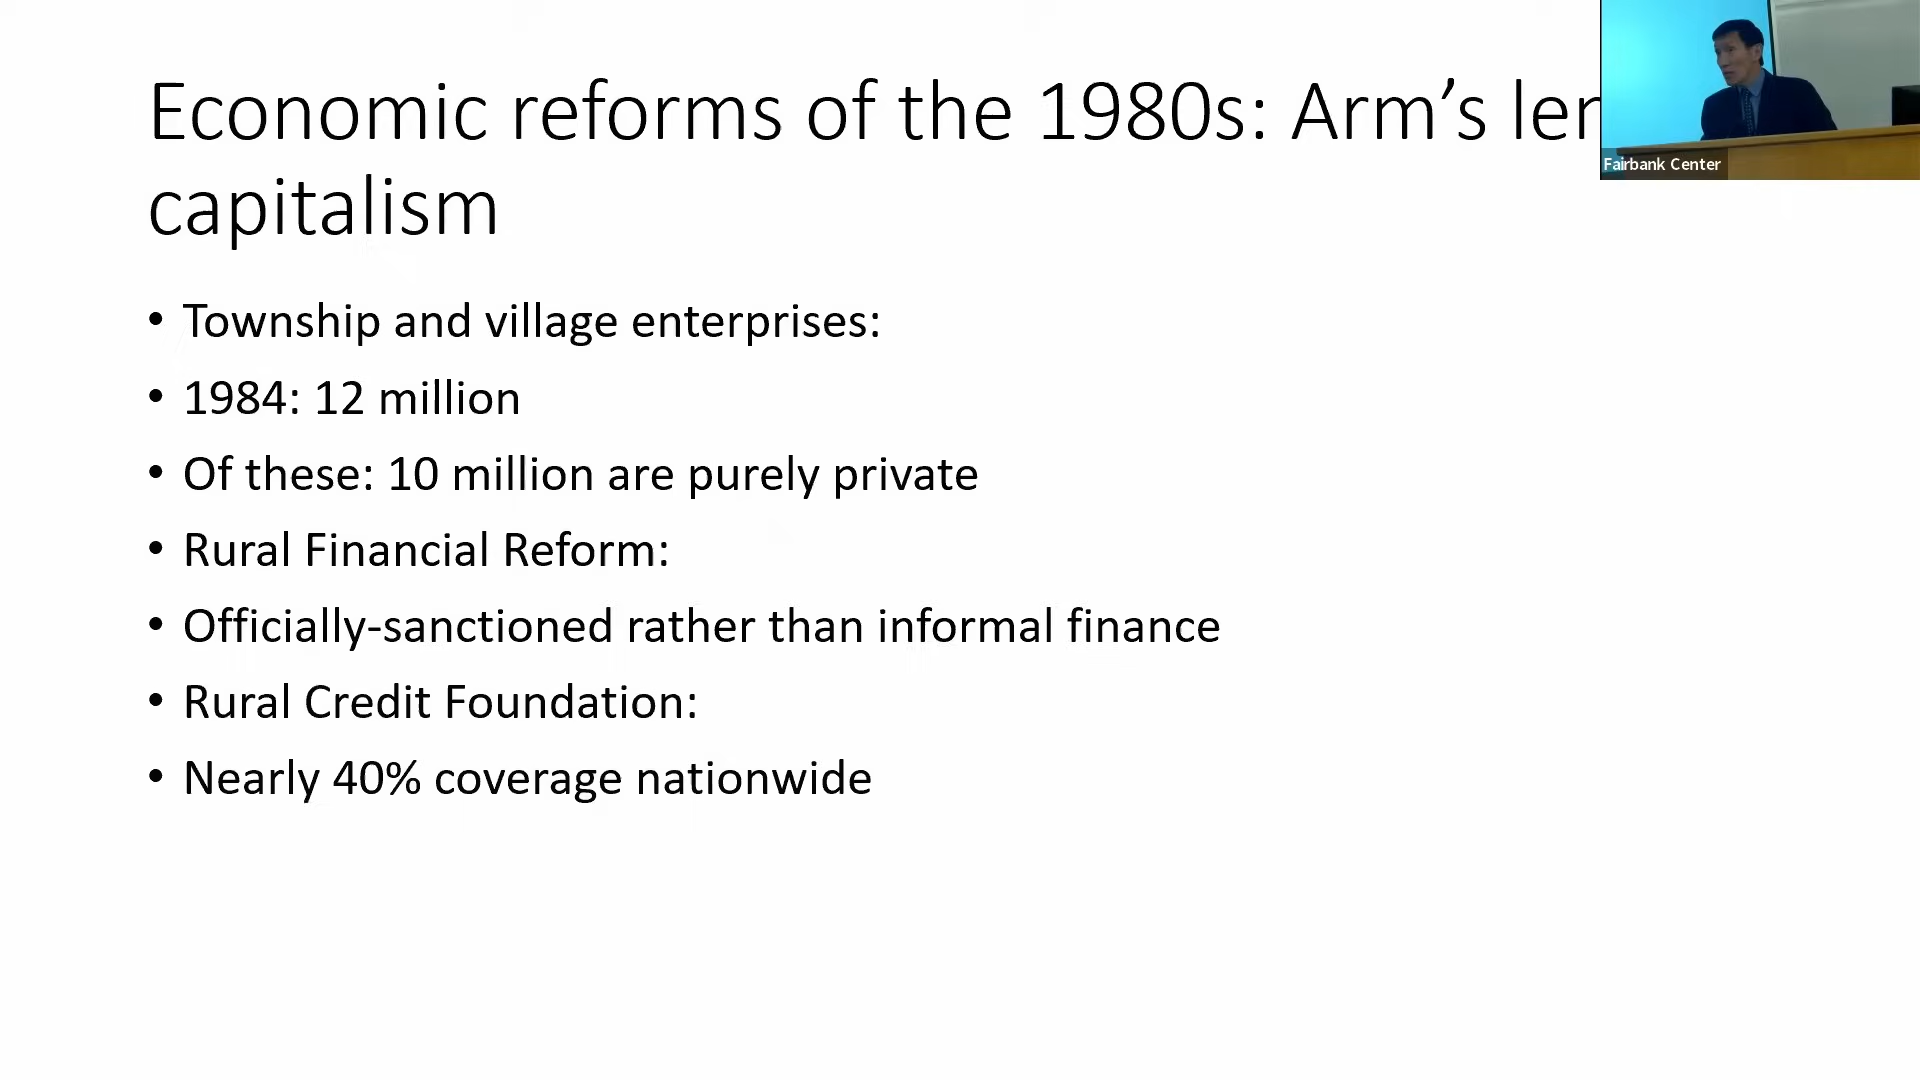 Economic reforms of the 1980s: Arm’s
capitalism
• Township and village enterprises:
• 1984: 12 million
• Of these: 10 million are purely private
• Rural Financial Reform:
• Officially-sanctioned rather than informal finance
• Rural Credit Foundation:
• Nearly 40% coverage nationwide
Fairbank Center